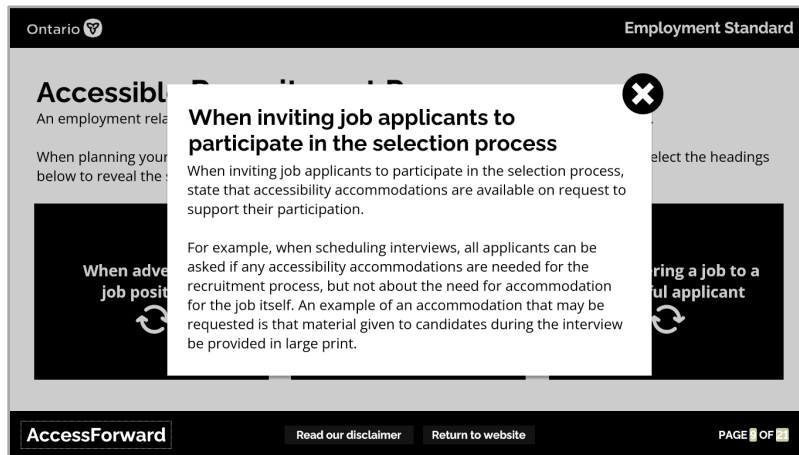 Ontario
Employment Standard
Accessibl
An employment rela
When planning your
elect the headings
below to reveal the
When inviting job applicants to
participate in the selection process
When inviting job applicants to participate in the selection process,
state that accessibility accommodations are available on request to
support their participation.
For example, when scheduling interviews, all applicants can be
asked if any accessibility accommodations are needed for the
recruitment process, but not about the need for accommodation
for the job itself. An example of an accommodation that may be
requested is that material given to candidates during the interview
be provided in large print.
When adve
job posit
ring a job to a
ul applicant
AccessForward
Read our disclaimer
Return to website
PAGE 9 OF 21